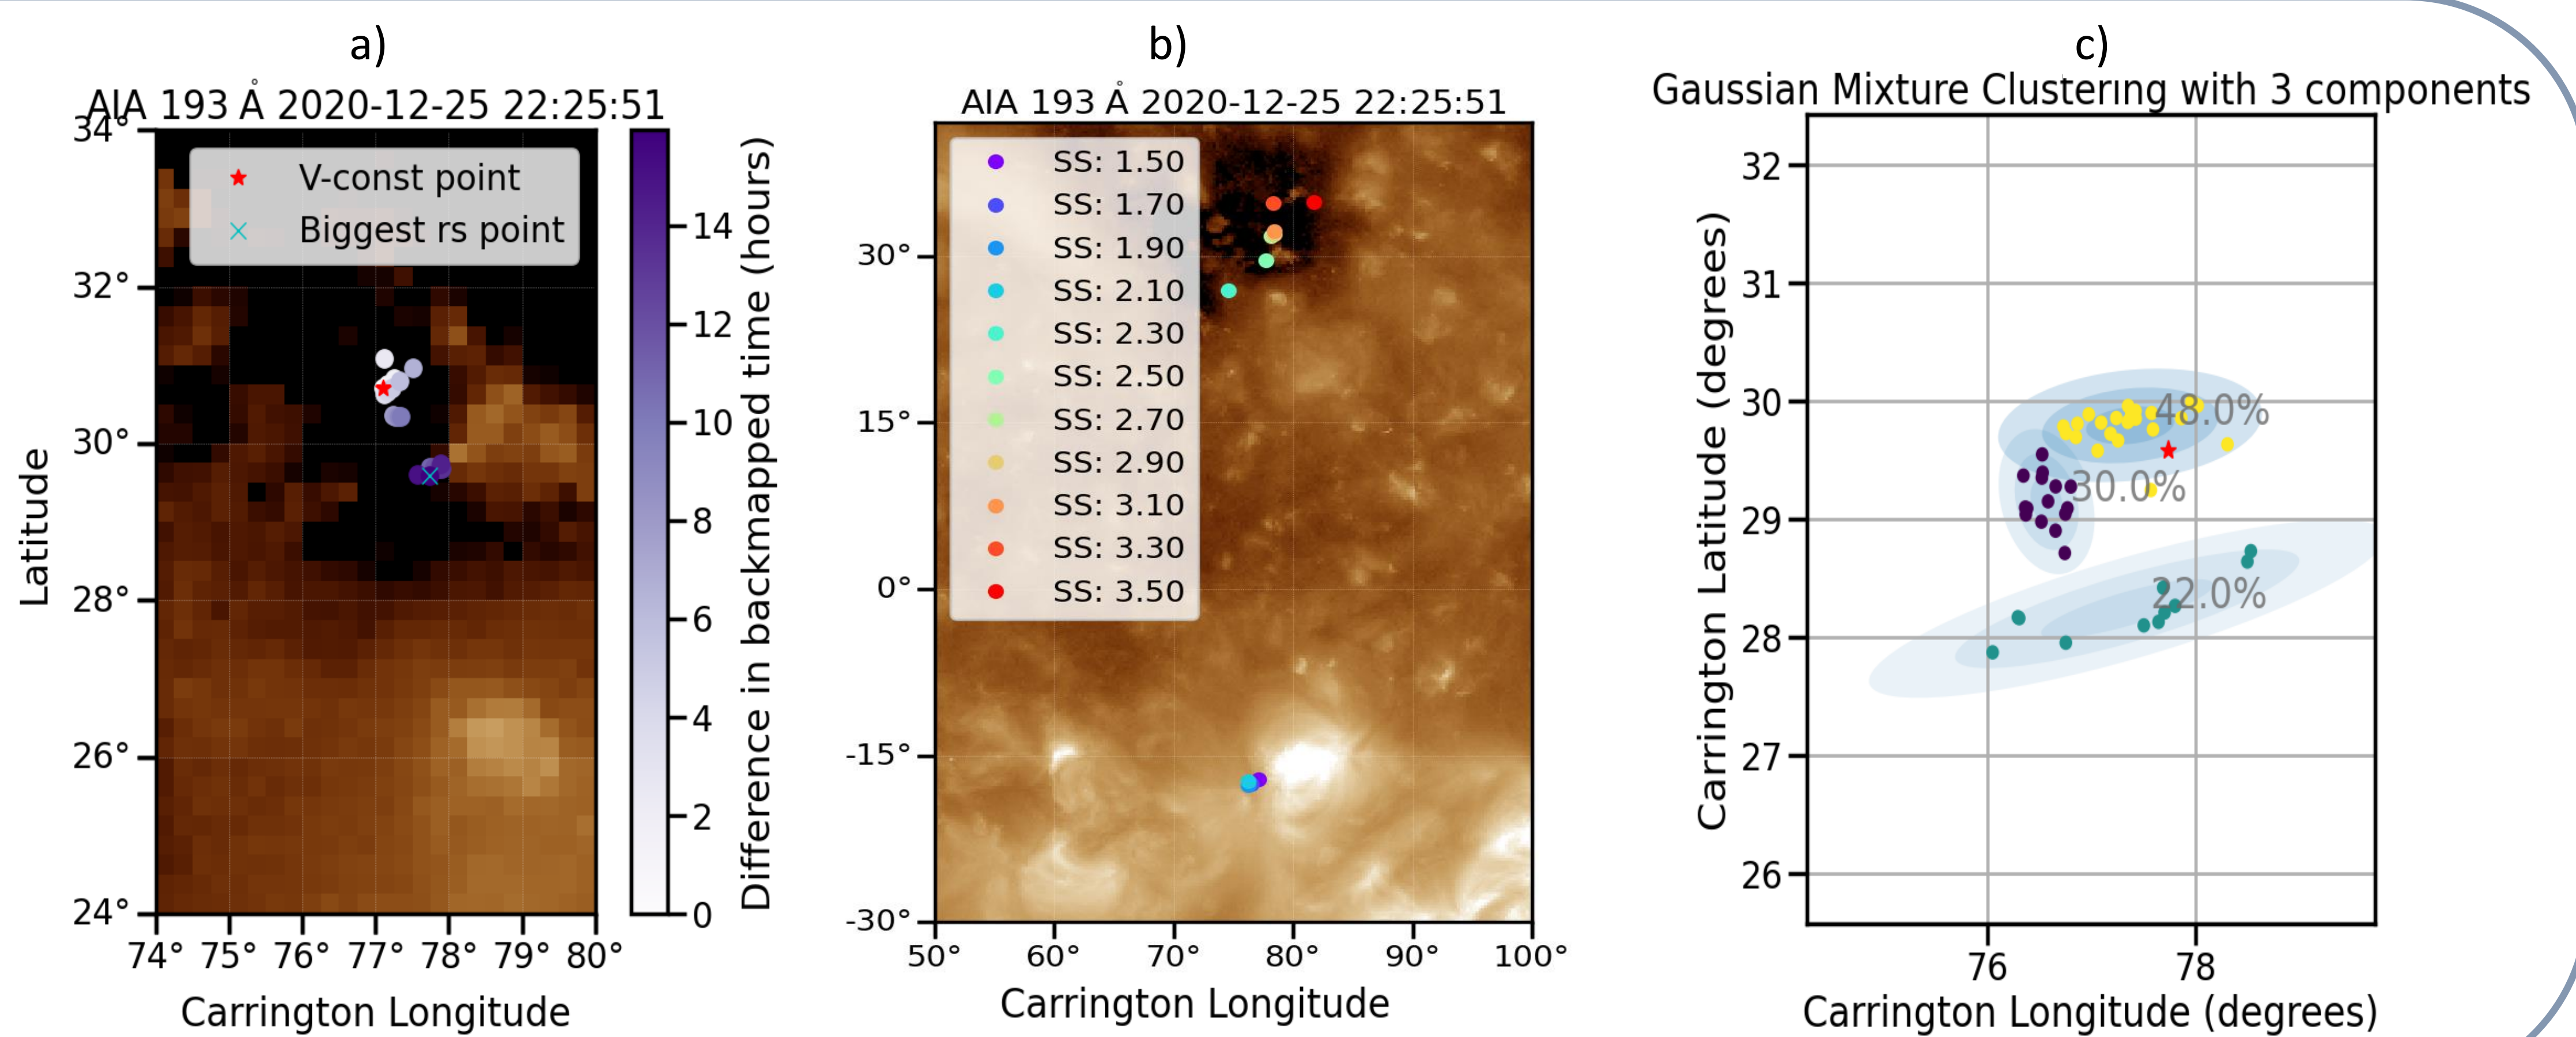 a)
AIA 193 Å 2020-12-25 22:25:51
V-const point
Biggest rs point
34°
32°
30°
28°
26°
24°
Latitude
74° 75° 76° 77° 78° 79° 80°
Carrington Longitude
14
12
10
8
6
4
2
0
Difference in backmapped time (hours)
b)
AIA 193 Å 2020-12-25 22:25:51
SS: 1.50
SS: 1.70
SS: 1.90
SS: 2.10
SS: 2.30
SS: 2.50
SS: 2.70
SS: 2.90
SS: 3.10
SS: 3.30
SS: 3.50
30°
15°
0°
-15°
-30°
50° 60° 70° 80° 90° 100°
Carrington Longitude
c)
Gaussian Mixture Clustering with 3 components
32
31
30
29
28
27
26
Carrington Latitude (degrees)
48.0%
30.0%
22.0%
76 78
Carrington Longitude (degrees)